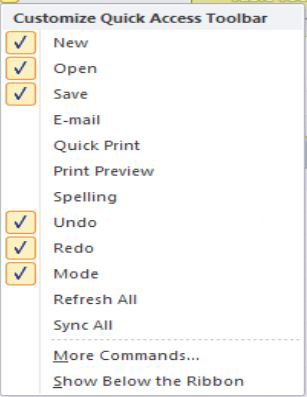 Customize Quick Access Toolbar
New
Open
Save
E-mail
Quick Print
Print Preview
Spelling
Undo
Redo
Mode
Refresh All
Sync All
More Commands...
Show Below the Ribbon